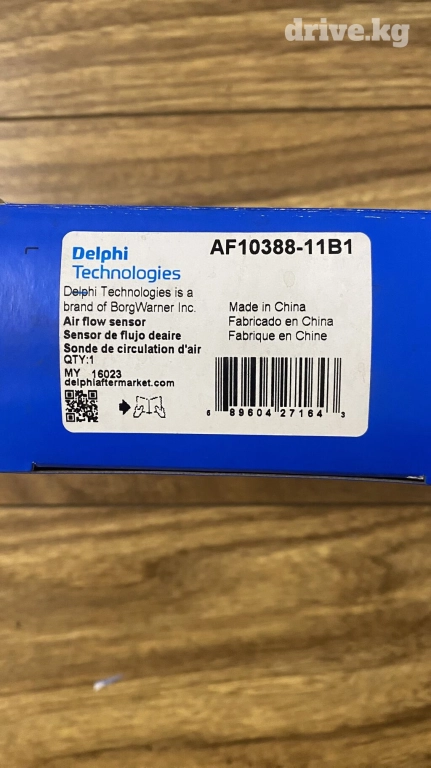 drive.kg
Delphi
Technologies
AF10388-11B1
Delphi Technologies is a
brand of BorgWarner Inc.
Air flow sensor
Sensor de flujo deaire
Sonde de circulation d'air
QTY:1
MY 16023
delphiaftermarket.com
Made in China
Fabricado en China
Fabrique en Chine
6 89604 27164 3